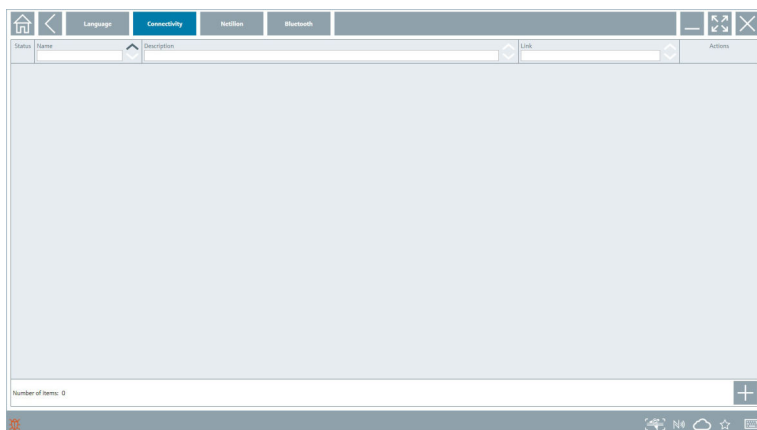 Language Connectivity Netilion Bluetooth
Status Name Description Link Actions
Number of items: 0